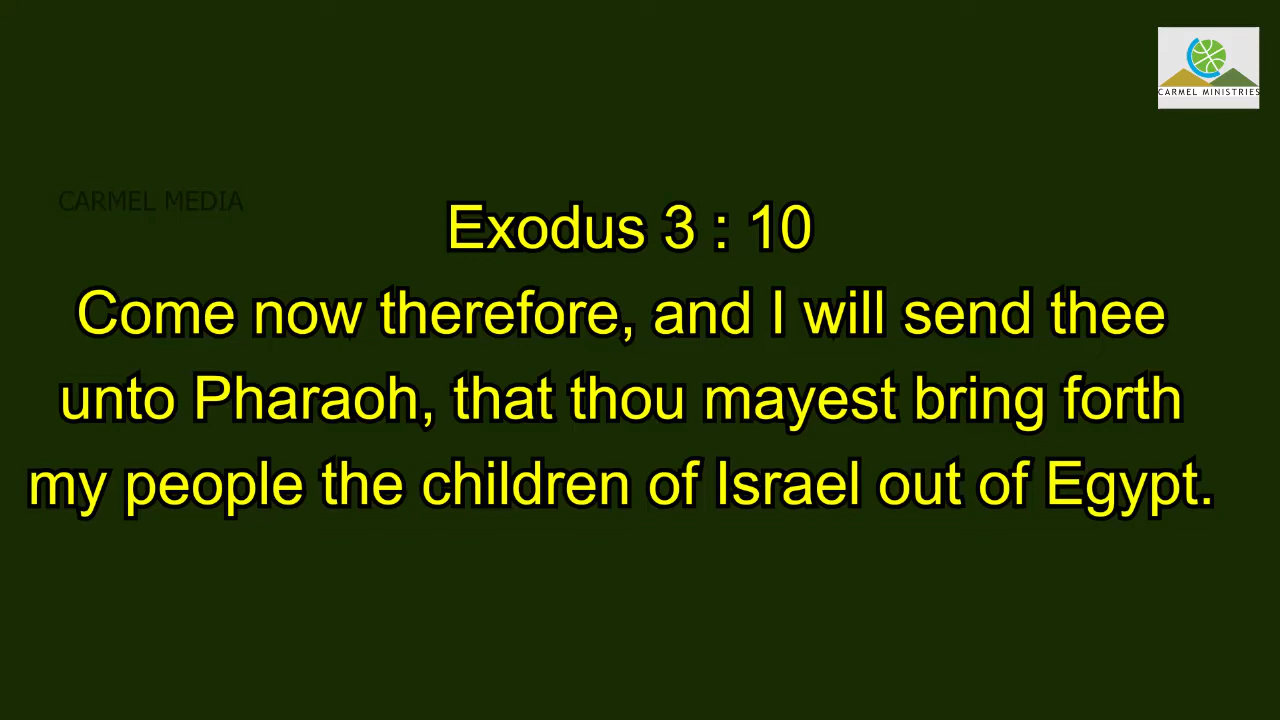 CARMEL MINISTRIES
CARMEL MEDIA
Exodus 3 : 10
Come now therefore, and I will send thee
unto Pharaoh, that thou mayest bring forth
my people the children of Israel out of Egypt.